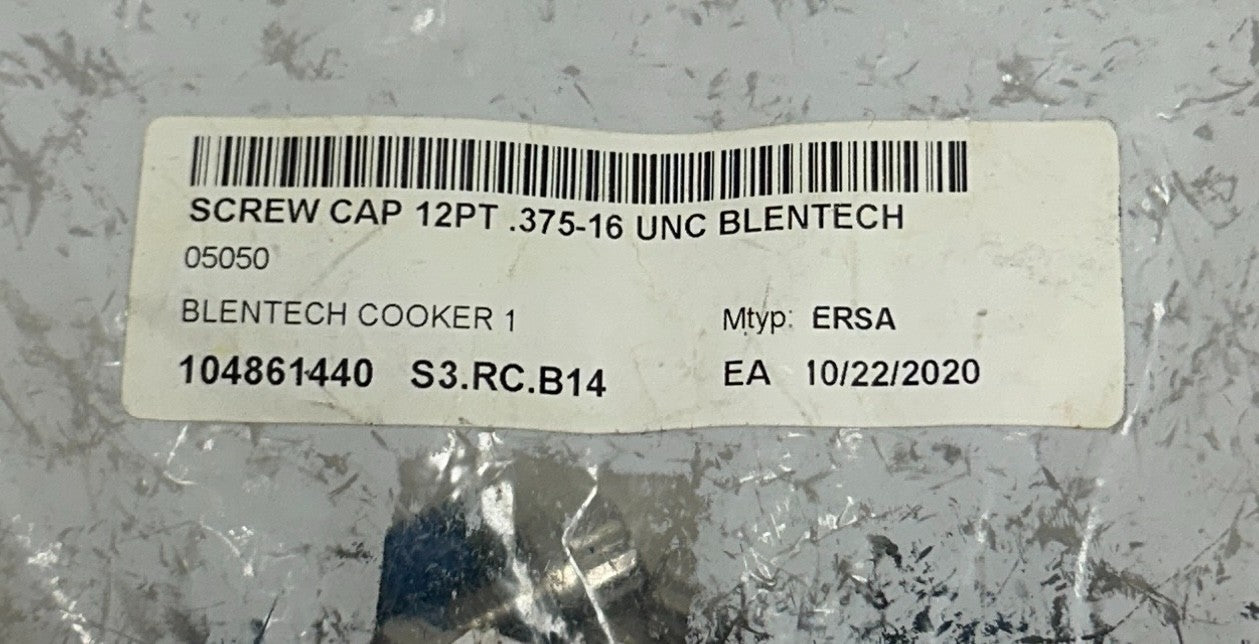 SCREW CAP 12PT .375-16 UNC BLENTECH
05050
BLENTECH COOKER 1 Mtyp: ERSA
104861440 S3.RC.B14 EA 10/22/2020